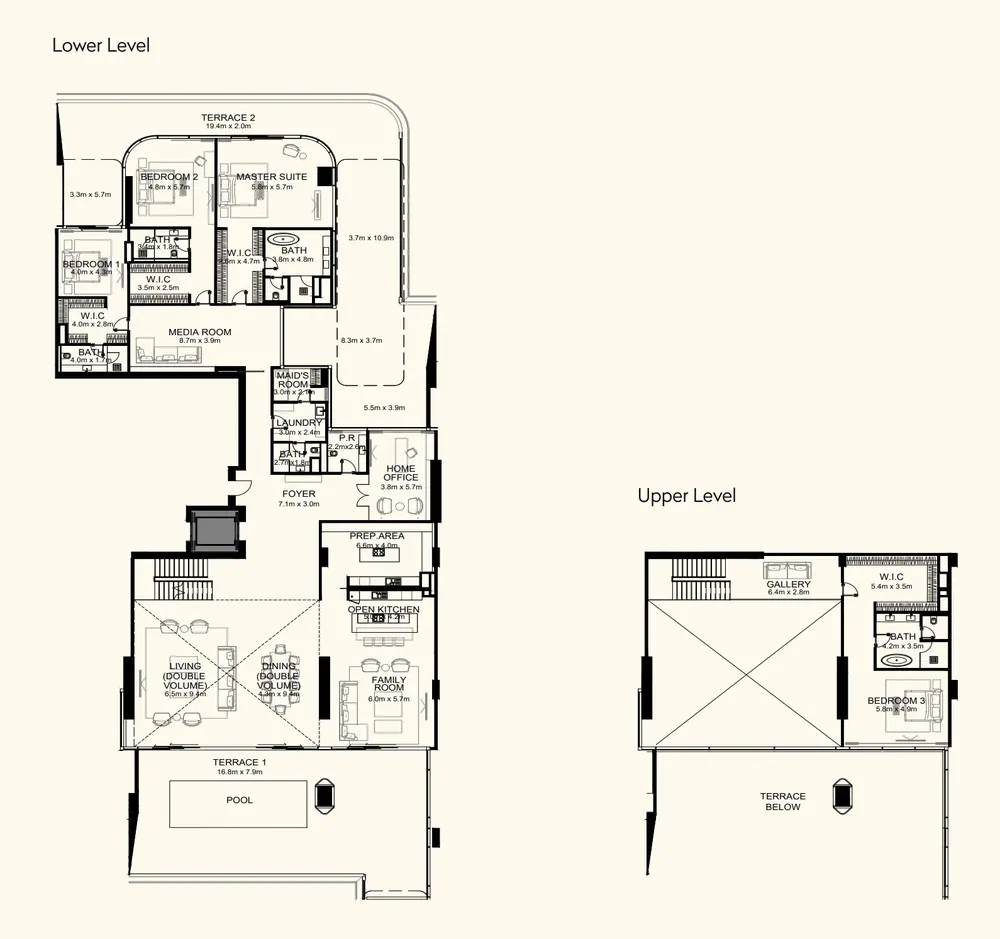 Lower Level
TERRACE 2
19.4m x 2.0m
BEDROOM 2
4.8m x 5.7m
MASTER SUITE
5.8m x 5.7m
3.3m x 5.7m
3.7m x 10.9m
BATH
3.4m x 1.8m
W.I.C
4.7m
BATH
3.8m x 4.8m
BEDROOM 1
4.0m x 4.3m
W.I.C
3.5m x 2.5m
W.I.C
4.0m x 2.8m
MEDIA ROOM
8.7m x 3.9m
8.3m x 3.7m
BATH
4.0m x 1.7m
MAID'S
ROOM
3.0m x 2.1m
5.5m x 3.9m
LAUNDRY
3.0m x 2.4m
P.R
2.2mx2.6m
BATH
2.7mx1.8m
HOME
OFFICE
3.8m x 5.7m
FOYER
7.1m x 3.0m
PREP.AREA
6.6m x 4.0m
OPEN KITCHEN
x 4.2m
LIVING
(DOUBLE
VOLUME)
6.5m x 9.4m
DINING
(DOUBLE
VOLUME)
4.3m x 9.4m
FAMILY
ROOM
6.0m x 5.7m
TERRACE 1
16.8m x 7.9m
POOL
Upper Level
GALLERY
6.4m x 2.8m
W.I.C
5.4m x 3.5m
BATH
4.2m x 3.5m
BEDROOM 3
5.8m x 4.9m
TERRACE
BELOW